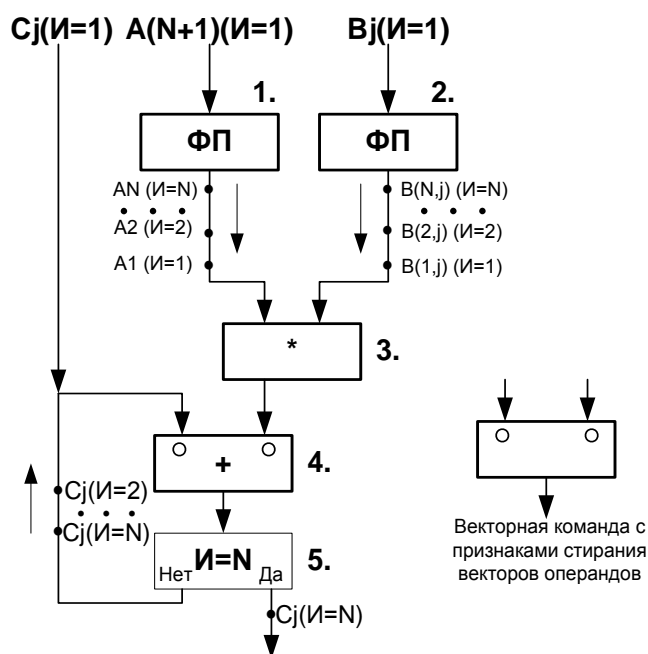 Cj(И=1) A(N+1)(И=1) Bj(И=1)
1. 2.
ФП ФП
AN (И=N) B(N,j) (И=N)
A2 (И=2) B(2,j) (И=2)
A1 (И=1) B(1,j) (И=1)
* 3.
+ 4.
Cj(И=2)
Cj(И=N)
И=N 5.
Нет Да
Cj(И=N)
Векторная команда с
признаками стирания
векторов операндов